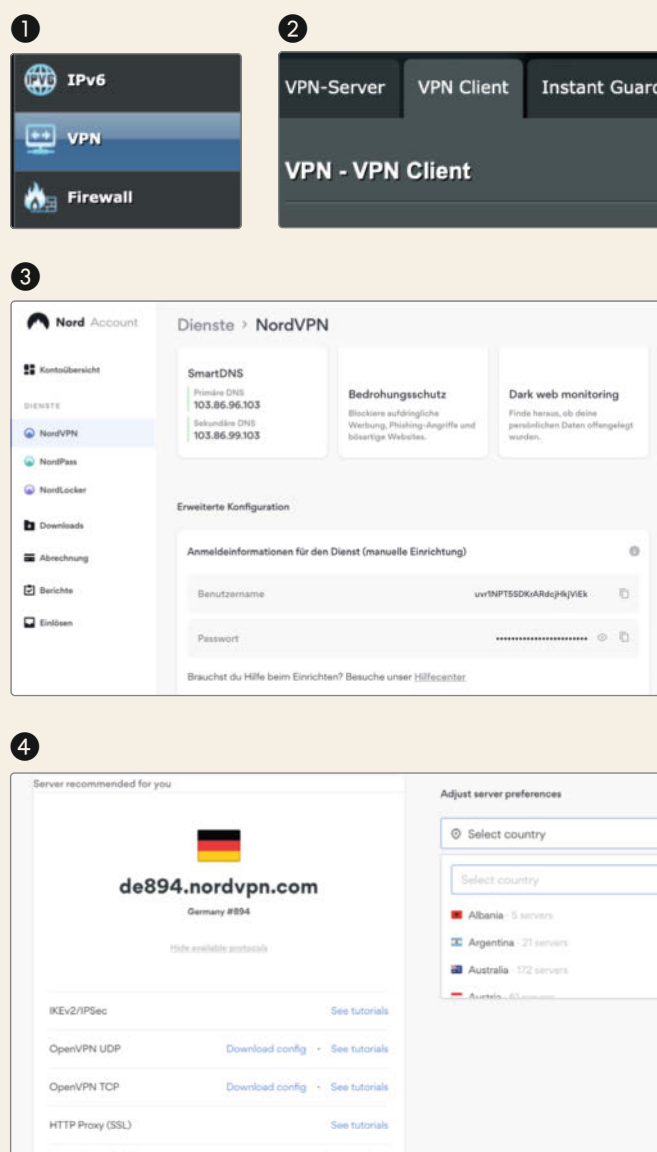 1
IPv6
VPN
Firewall
2
VPN-Server VPN Client Instant Guard
VPN - VPN Client
3
Nord Account
Kontoübersicht
DIENSTE
NordVPN
NordPass
NordLocker
Downloads
Abrechnung
Berichte
Einlösen
Dienste > NordVPN
SmartDNS
Primäre DNS
103.86.96.103
Sekundäre DNS
103.86.99.103
Bedrohungsschutz
Blockiere aufdringliche
Werbung, Phishing-Angriffe und
bösartige Websites.
Dark web monitoring
Finde heraus, ob deine
persönlichen Daten offengelegt
wurden.
Erweiterte Konfiguration
Anmeldeinformationen für den Dienst (manuelle Einrichtung)
Benutzername
Passwort
Brauchst du Hilfe beim Einrichten? Besuche unser Hilfecenter
4
Server recommended for you
de894.nordvpn.com
Germany #894
Hide available protocols
IKEv2/IPSec See tutorials
OpenVPN UDP Download config · See tutorials
OpenVPN TCP Download config · See tutorials
HTTP Proxy (SSL) See tutorials
Adjust server preferences
Select country
Select country
Albania · 5 servers
Argentina · 21 servers
Australia · 172 servers
Austria